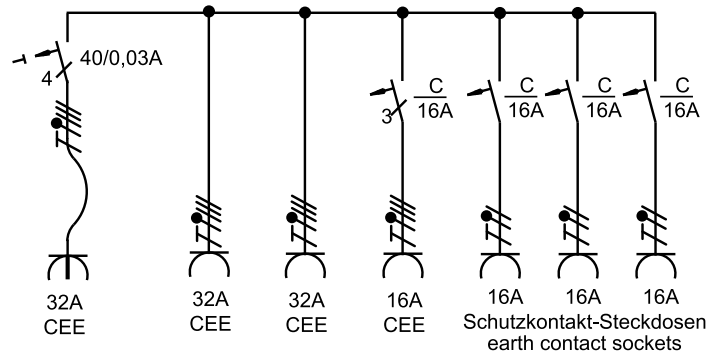 40/0,03A
4
C
16A
3
C
16A
C
16A
C
16A
32A
CEE
32A
CEE
32A
CEE
16A
CEE
16A
16A
16A
Schutzkontakt-Steckdosen
earth contact sockets